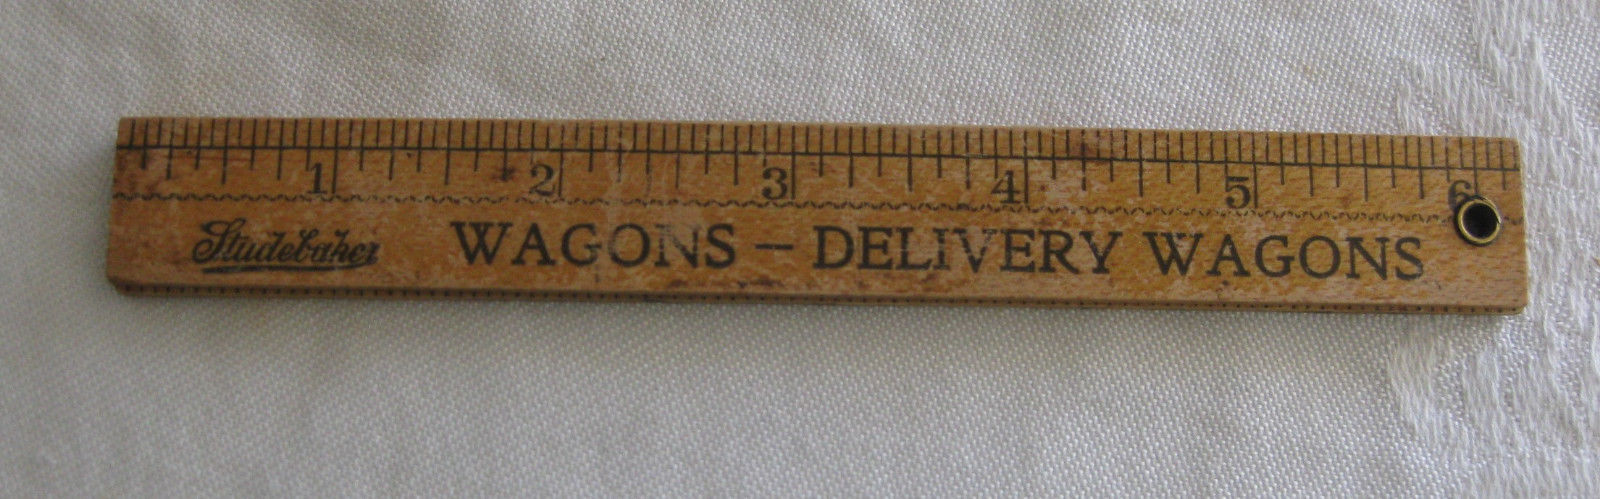 1 2 3 4 5 6
Studebaker WAGONS – DELIVERY WAGONS